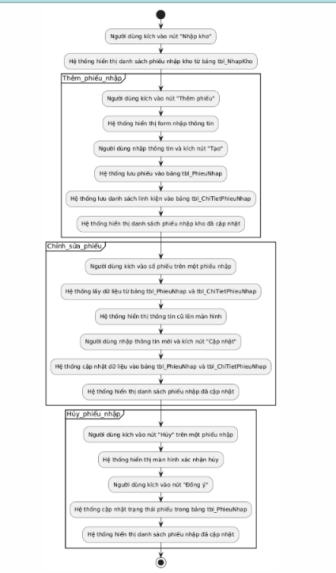 Người dùng kích vào nút "Nhập kho"
Hệ thống hiển thị danh sách phiếu nhập kho từ bảng tbl_NhapKho
Thêm_phiếu_nhập
Người dùng kích vào nút "Thêm phiếu"
Hệ thống hiển thị form nhập thông tin
Người dùng nhập thông tin và kích nút "Tạo"
Hệ thống lưu phiếu vào bảng tbl_PhieuNhap
Hệ thống lưu danh sách linh kiện vào bảng tbl_ChiTietPhieuNhap
Hệ thống hiển thị danh sách phiếu nhập kho đã cập nhật
Chỉnh_sửa_phiếu
Người dùng kích vào số phiếu trên một phiếu nhập
Hệ thống lấy dữ liệu từ bảng tbl_PhieuNhap và tbl_ChiTietPhieuNhap
Hệ thống hiển thị thông tin cũ lên màn hình
Người dùng nhập thông tin mới và kích nút "Cập nhật"
Hệ thống cập nhật dữ liệu vào bảng tbl_PhieuNhap và tbl_ChiTietPhieuNhap
Hệ thống hiển thị danh sách phiếu nhập đã cập nhật
Hủy_phiếu_nhập
Người dùng kích vào nút "Hủy" trên một phiếu nhập
Hệ thống hiển thị màn hình xác nhận hủy
Người dùng kích vào nút "Đồng ý"
Hệ thống cập nhật trạng thái phiếu trong bảng tbl_PhieuNhap
Hệ thống hiển thị danh sách phiếu nhập đã cập nhật